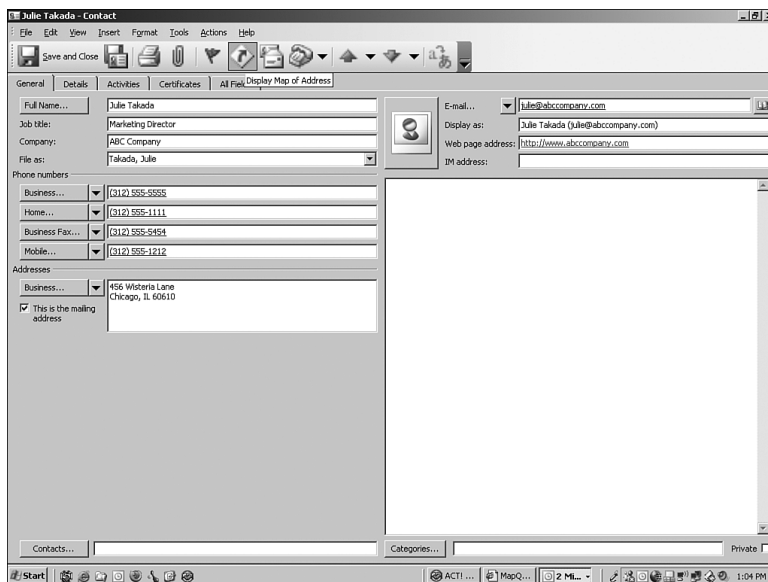 Julie Takada - Contact
File Edit View Insert Format Tools Actions Help
Save and Close
Display Map of Address
General Details Activities Certificates All Fiel
Full Name... Julie Takada
Job title: Marketing Director
Company: ABC Company
File as: Takada, Julie
E-mail... julie@abccompany.com
Display as: Julie Takada (julie@abccompany.com)
Web page address: http://www.abccompany.com
IM address:
Phone numbers
Business... (312) 555-5555
Home... (312) 555-1111
Business Fax... (312) 555-5454
Mobile... (312) 555-1212
Addresses
Business... 456 Wisteria Lane
Chicago, IL 60610
This is the mailing
address
Contacts... Categories... Private
Start ACT! ... MapQ... 2 Mi... 1:04 PM